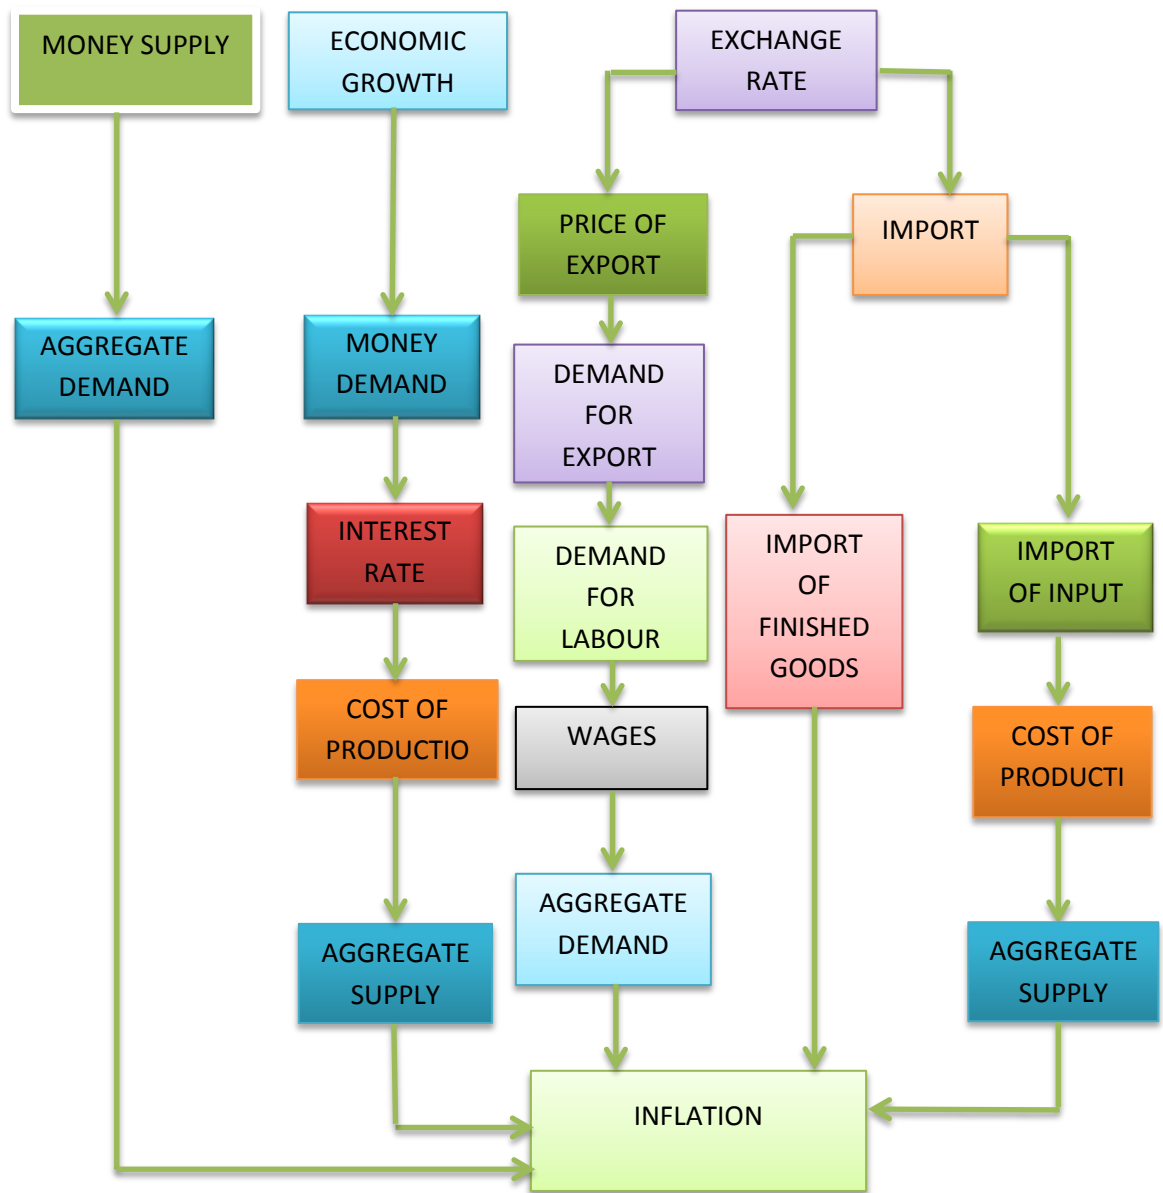 MONEY SUPPLY
ECONOMIC
GROWTH
EXCHANGE
RATE
PRICE OF
EXPORT
IMPORT
AGGREGATE
DEMAND
MONEY
DEMAND
DEMAND
FOR
EXPORT
INTEREST
RATE
DEMAND
FOR
LABOUR
IMPORT
OF
FINISHED
GOODS
IMPORT
OF INPUT
COST OF
PRODUCTIO
WAGES
COST OF
PRODUCTI
AGGREGATE
SUPPLY
AGGREGATE
DEMAND
AGGREGATE
SUPPLY
INFLATION